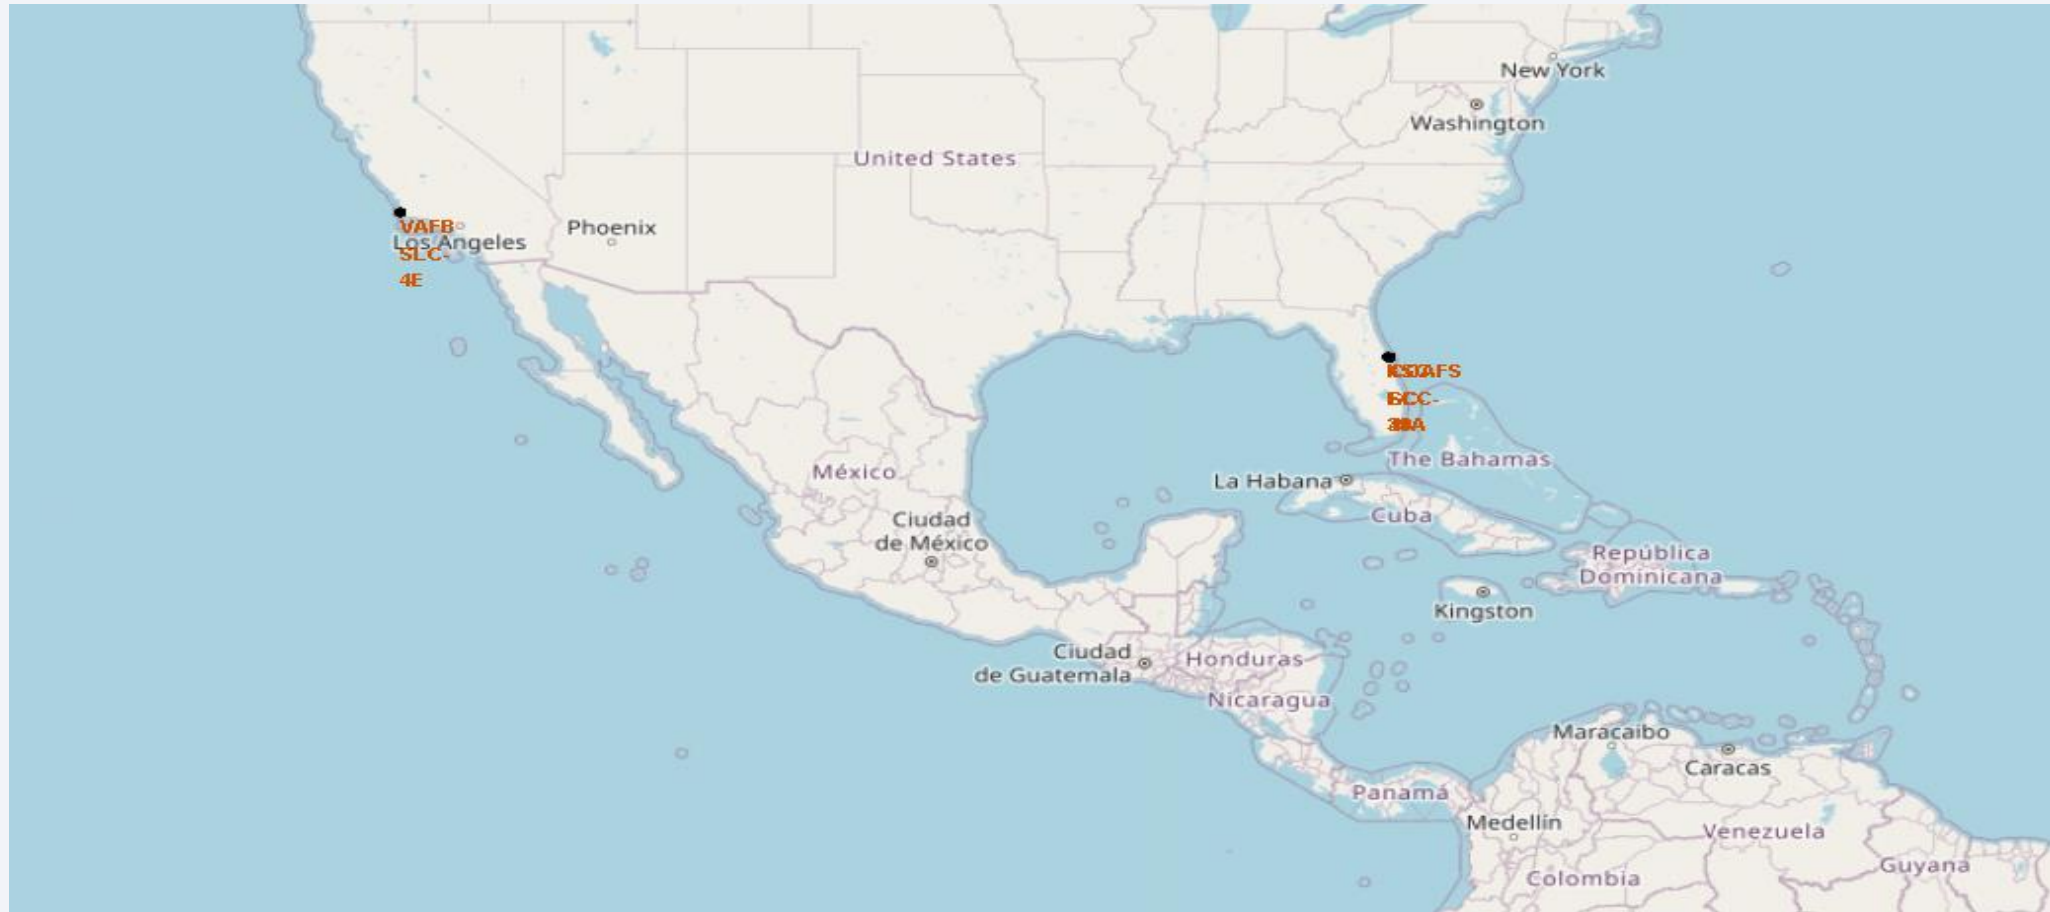 New York
Washington
United States
VAFB
SLC-
4E
Los Angeles
Phoenix
The Bahamas
México
La Habana
Cuba
Ciudad
de México
República
Dominicana
Kingston
Ciudad
de Guatemala
Honduras
Nicaragua
Maracaibo
Caracas
Panamá
Medellín
Venezuela
Guyana
Colombia